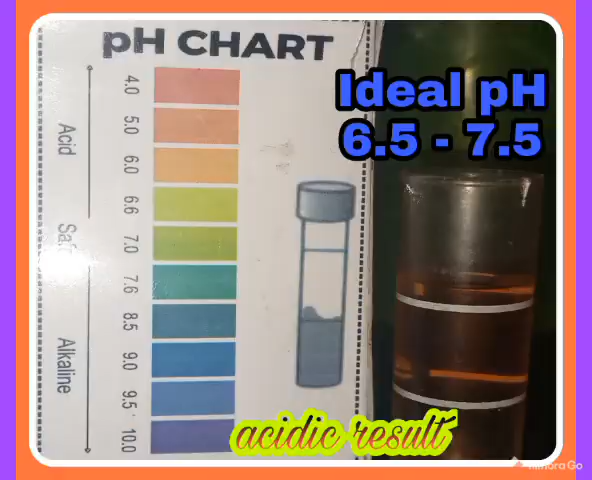 pH CHART
Ideal pH
6.5 - 7.5
4.0
5.0
6.0
6.6
7.0
7.6
8.5
9.0
9.5
10.0
Acid
Alkaline
acidic result